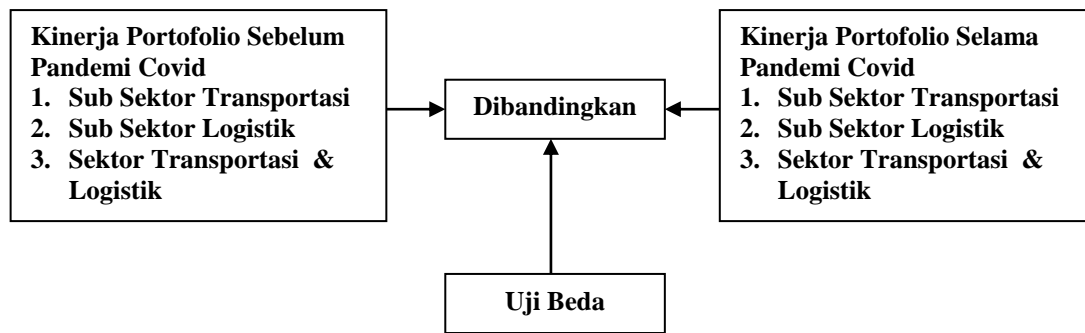 Kinerja Portofolio Sebelum
Pandemi Covid
1. Sub Sektor Transportasi
2. Sub Sektor Logistik
3. Sektor Transportasi &
Logistik
Dibandingkan
Kinerja Portofolio Selama
Pandemi Covid
1. Sub Sektor Transportasi
2. Sub Sektor Logistik
3. Sektor Transportasi &
Logistik
Uji Beda